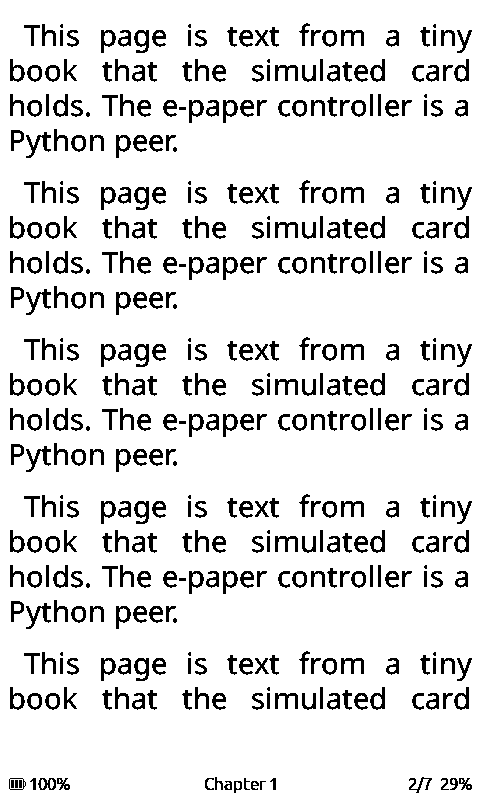 This page is text from a tiny
book that the simulated card
holds. The e-paper controller is a
Python peer.
This page is text from a tiny
book that the simulated card
holds. The e-paper controller is a
Python peer.
This page is text from a tiny
book that the simulated card
holds. The e-paper controller is a
Python peer.
This page is text from a tiny
book that the simulated card
holds. The e-paper controller is a
Python peer.
This page is text from a tiny
book that the simulated card
100% Chapter 1 2/7 29%